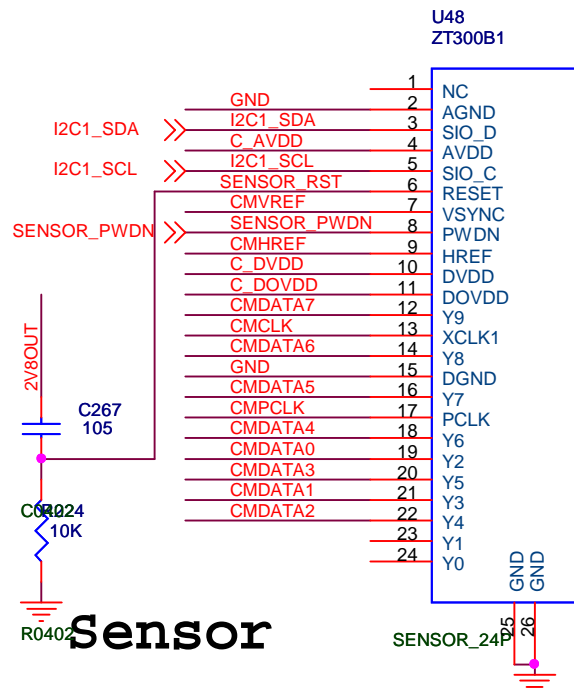 U48
ZT300B1
1 NC
GND 2 AGND
I2C1_SDA I2C1_SDA 3 SIO_D
C_AVDD 4 AVDD
I2C1_SCL I2C1_SCL 5 SIO_C
SENSOR_RST 6 RESET
CMVREF 7 VSYNC
SENSOR_PWDN SENSOR_PWDN 8 PWDN
CMHREF 9 HREF
C_DVDD 10 DVDD
C_DOVDD 11 DOVDD
CMDATA7 12 Y9
CMCLK 13 XCLK1
CMDATA6 14 Y8
GND 15 DGND
CMDATA5 16 Y7
CMPCLK 17 PCLK
CMDATA4 18 Y6
CMDATA0 19 Y2
CMDATA3 20 Y5
CMDATA1 21 Y3
CMDATA2 22 Y4
23 Y1
24 Y0
2V8OUT
C267
105
C0402 R224
10K
R0402
Sensor
GND GND
25 26
SENSOR_24P